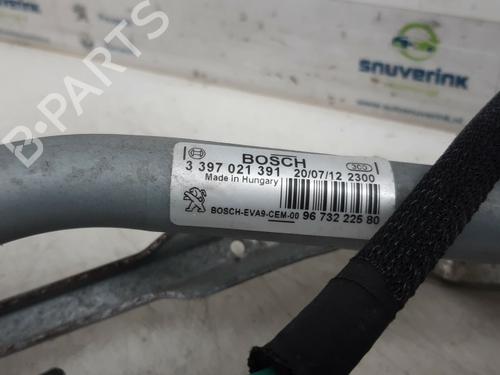 snuverink
autodemontage
B-Parts
BOSCH
3 397 021 391 20/07/12 2300
Made in Hungary
BOSCH-EVA9-CEM-00 96 732 225 80